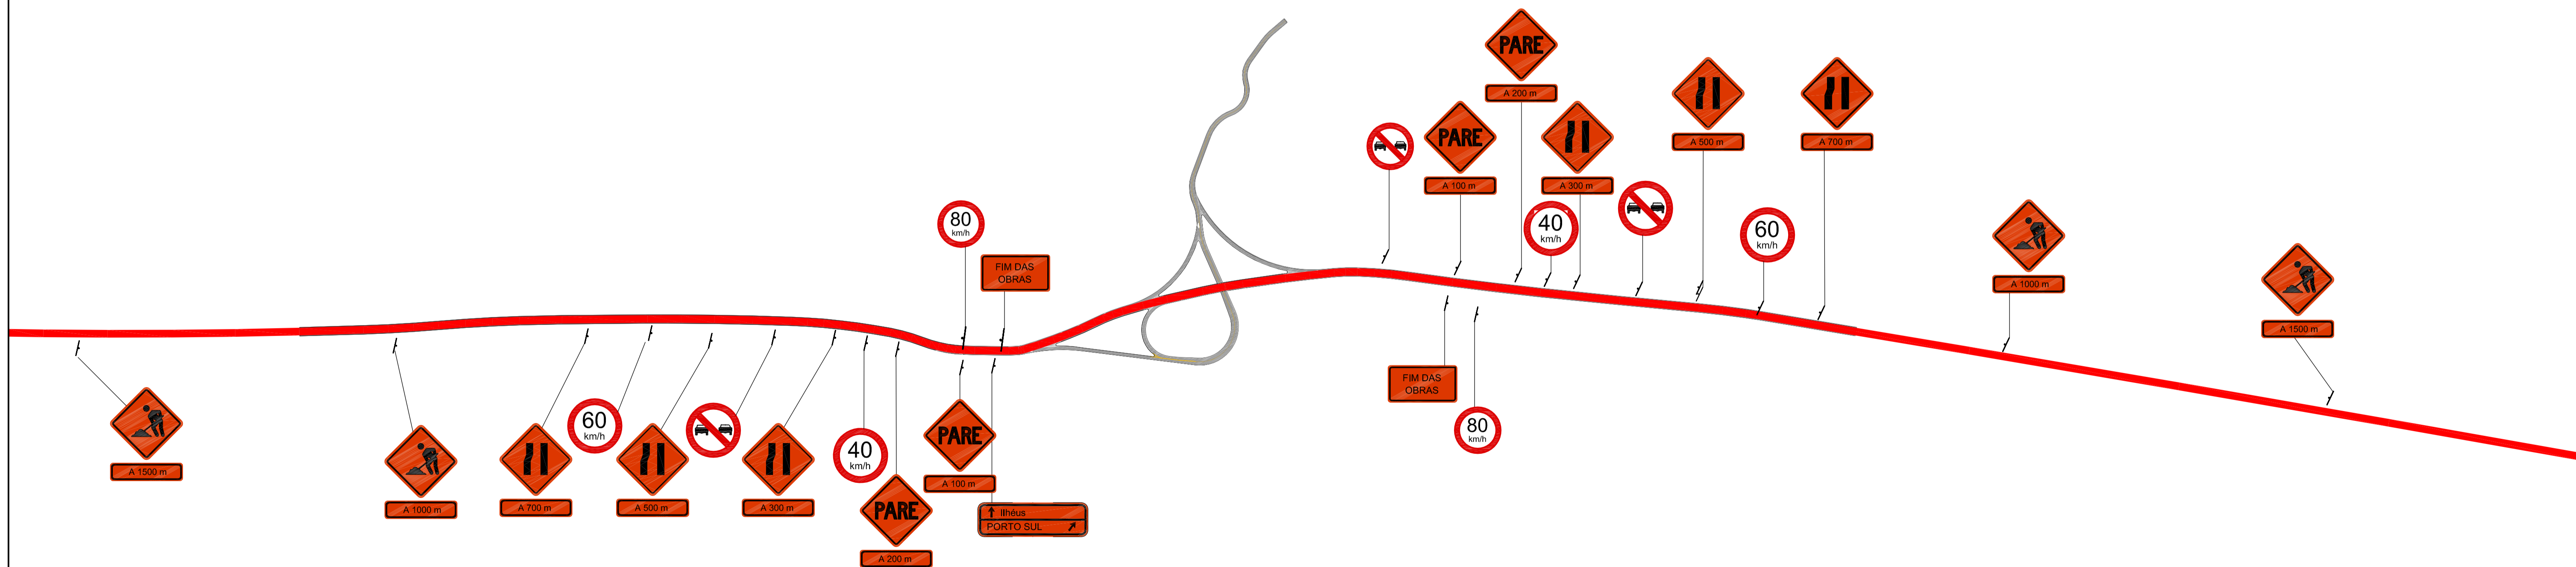 PARE
A 200 m
PARE
A 100 m
A 300 m
A 500 m
A 700 m
40
km/h
60
km/h
80
km/h
FIM DAS
OBRAS
A 1000 m
A 1500 m
A 1500 m
A 1000 m
A 700 m
60
km/h
A 500 m
A 300 m
40
km/h
PARE
A 200 m
PARE
A 100 m
Ilhéus
PORTO SUL
FIM DAS
OBRAS
80
km/h